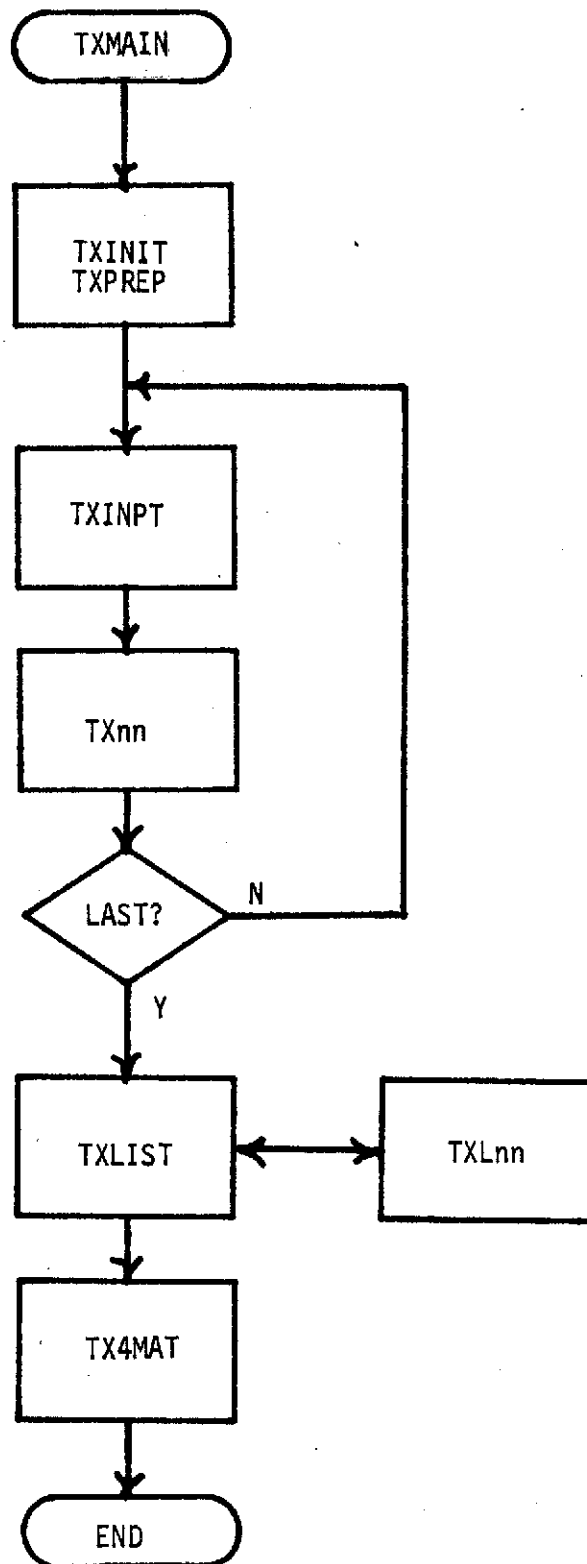 TXMAIN
TXINIT
TXPREP
TXINPT
TXnn
LAST?
N
Y
TXLIST
TXLnn
TX4MAT
END